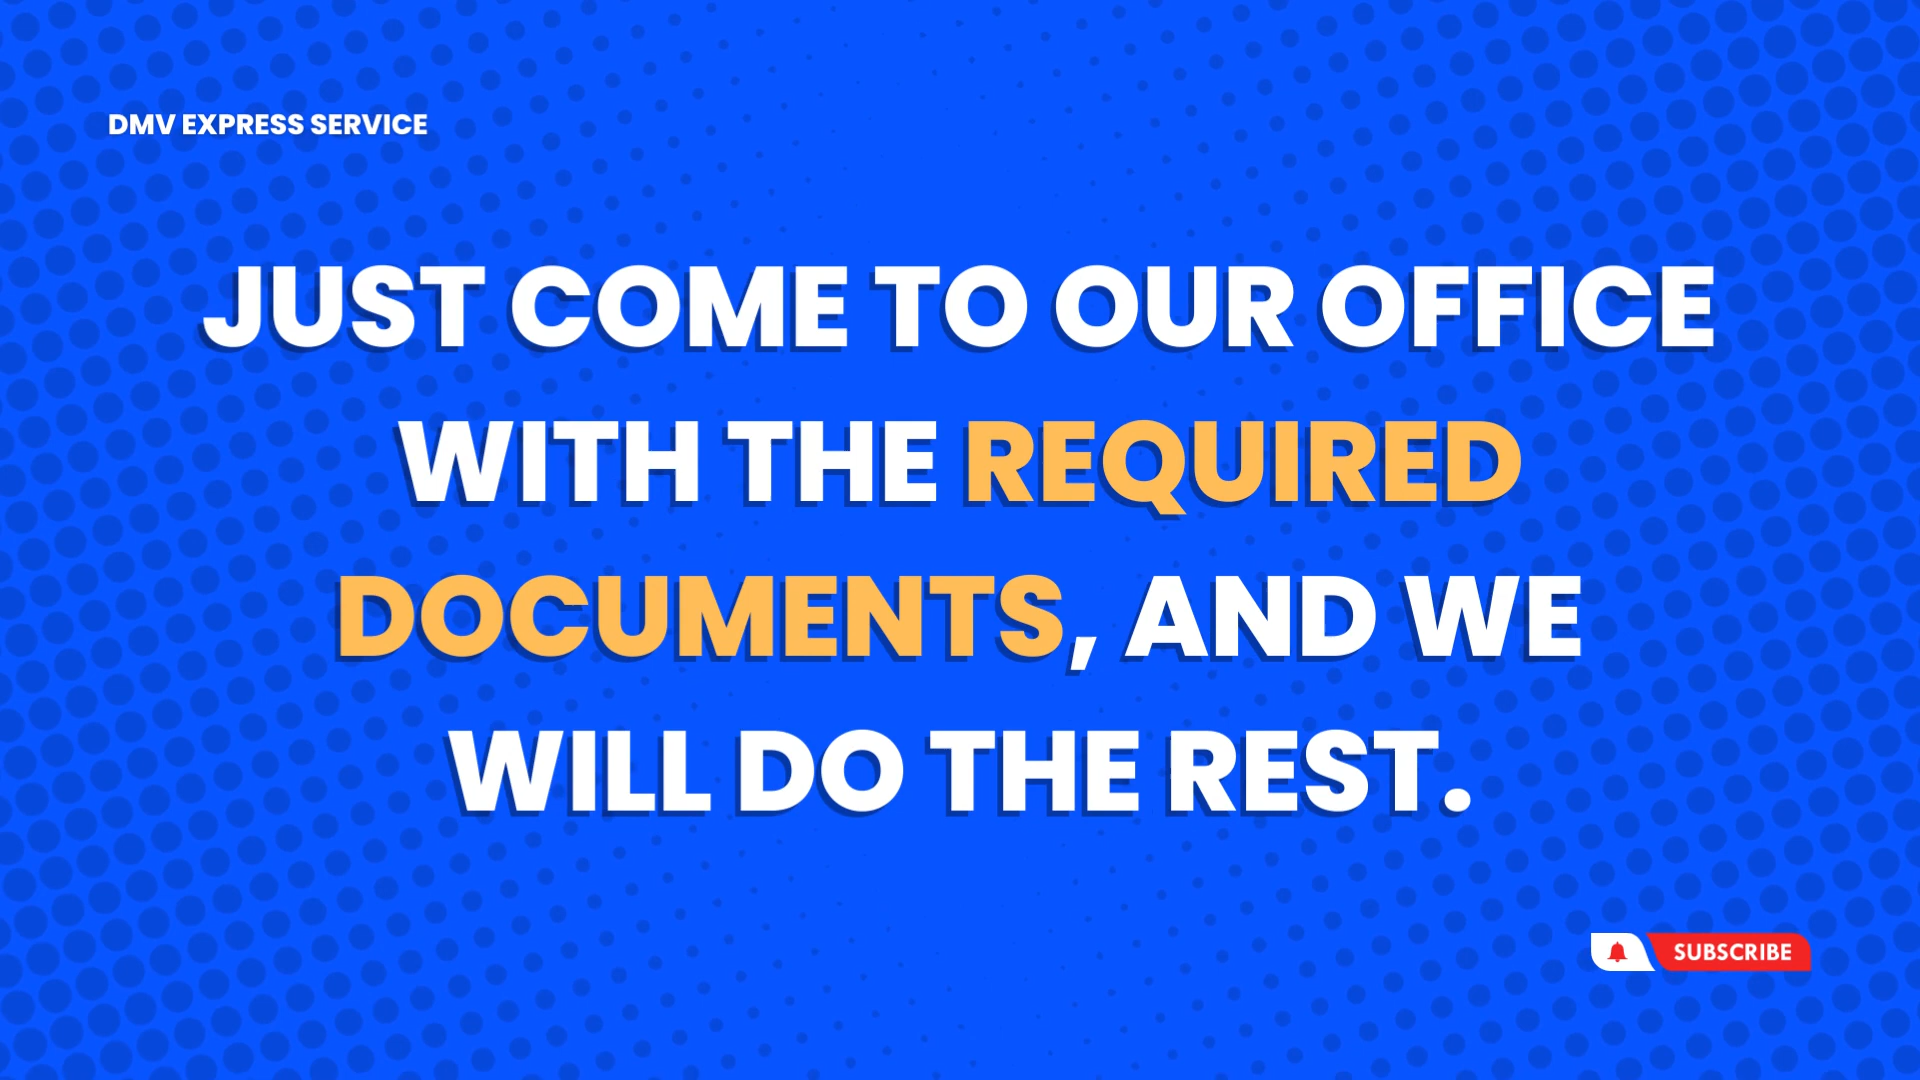 DMV EXPRESS SERVICE
JUST COME TO OUR OFFICE
WITH THE REQUIRED
DOCUMENTS, AND WE
WILL DO THE REST.
SUBSCRIBE